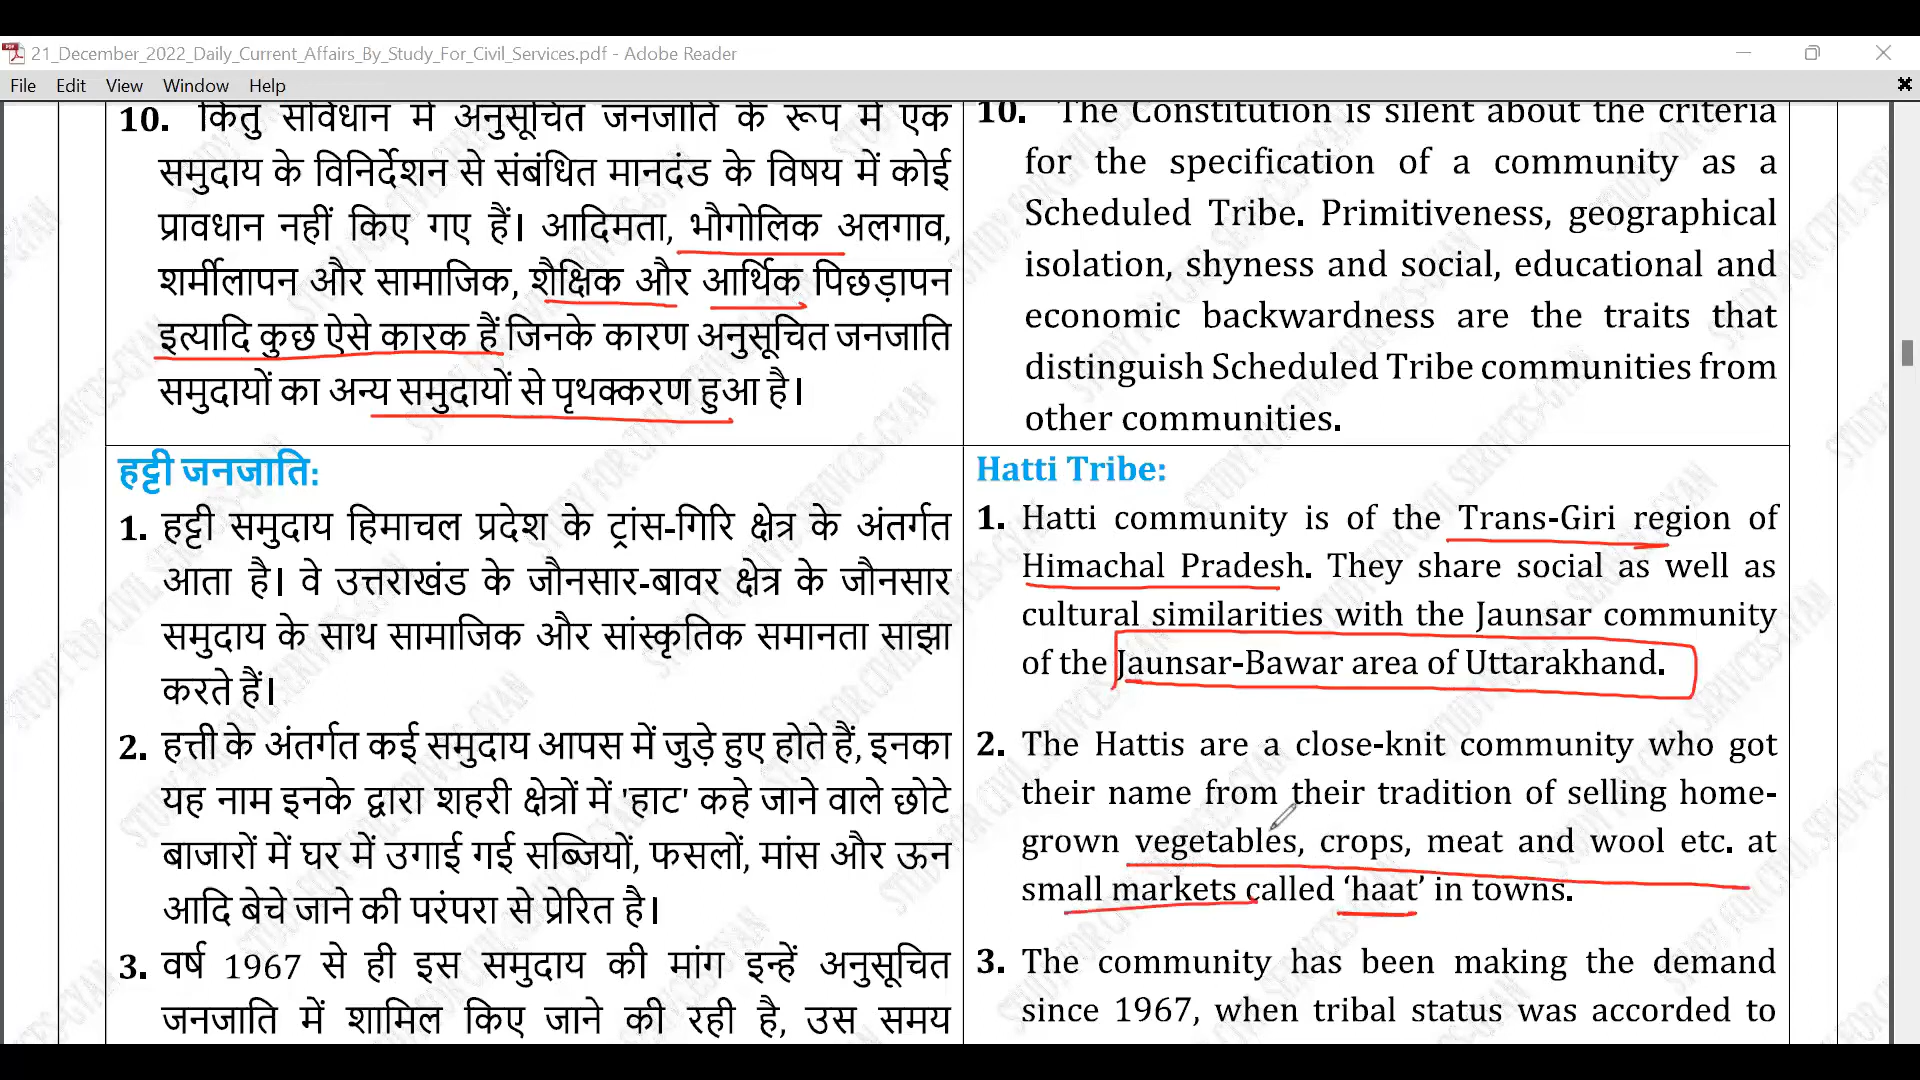 21_December_2022_Daily_Current_Affairs_By_Study_For_Civil_Services.pdf - Adobe Reader
File Edit View Window Help
10. किंतु संविधान में अनुसूचित जनजाति के रूप में एक
समुदाय के विनिर्देशन से संबंधित मानदंड के विषय में कोई
प्रावधान नहीं किए गए हैं। आदिमता, भौगोलिक अलगाव,
शर्मीलापन और सामाजिक, शैक्षिक और आर्थिक पिछड़ापन
इत्यादि कुछ ऐसे कारक हैं जिनके कारण अनुसूचित जनजाति
समुदायों का अन्य समुदायों से पृथक्करण हुआ है।
हट्टी जनजाति:
1. हट्टी समुदाय हिमाचल प्रदेश के ट्रांस-गिरि क्षेत्र के अंतर्गत
आता है। वे उत्तराखंड के जौनसार-बावर क्षेत्र के जौनसार
समुदाय के साथ सामाजिक और सांस्कृतिक समानता साझा
करते हैं।
2. हत्ती के अंतर्गत कई समुदाय आपस में जुड़े हुए होते हैं, इनका
यह नाम इनके द्वारा शहरी क्षेत्रों में 'हाट' कहे जाने वाले छोटे
बाजारों में घर में उगाई गई सब्जियों, फसलों, मांस और ऊन
आदि बेचे जाने की परंपरा से प्रेरित है।
3. वर्ष 1967 से ही इस समुदाय की मांग इन्हें अनुसूचित
जनजाति में शामिल किए जाने की रही है, उस समय
10. The Constitution is silent about the criteria
for the specification of a community as a
Scheduled Tribe. Primitiveness, geographical
isolation, shyness and social, educational and
economic backwardness are the traits that
distinguish Scheduled Tribe communities from
other communities.
Hatti Tribe:
1. Hatti community is of the Trans-Giri region of
Himachal Pradesh. They share social as well as
cultural similarities with the Jaunsar community
of the Jaunsar-Bawar area of Uttarakhand.
2. The Hattis are a close-knit community who got
their name from their tradition of selling home-
grown vegetables, crops, meat and wool etc. at
small markets called ‘haat’ in towns.
3. The community has been making the demand
since 1967, when tribal status was accorded to